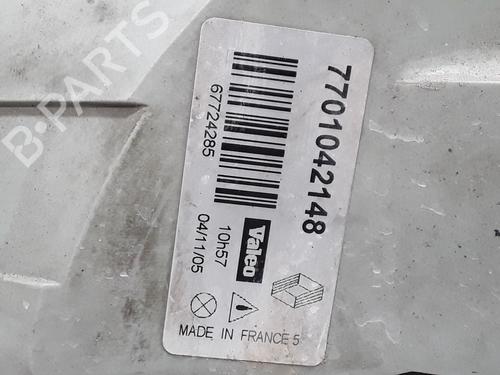 7701042148
67724285
Valeo
10h57
04/11/05
MADE IN FRANCE 5
B-PARTS